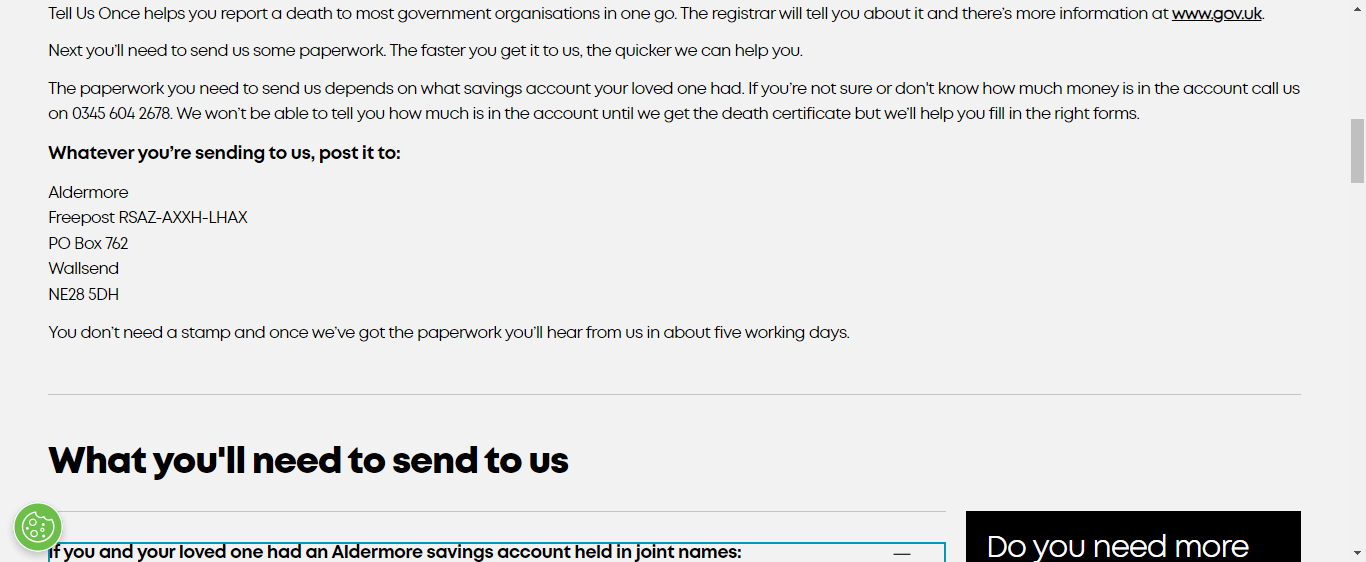 Tell Us Once helps you report a death to most government organisations in one go. The registrar will tell you about it and there's more information at www.gov.uk.
Next you'll need to send us some paperwork. The faster you get it to us, the quicker we can help you.
The paperwork you need to send us depends on what savings account your loved one had. If you're not sure or don't know how much money is in the account call us
on 0345 604 2678. We won't be able to tell you how much is in the account until we get the death certificate but we'll help you fill in the right forms.
Whatever you're sending to us, post it to:
Aldermore
Freepost RSAZ-AXXH-LHAX
PO Box 762
Wallsend
NE28 5DH
You don't need a stamp and once we've got the paperwork you'll hear from us in about five working days.
What you'll need to send to us
If you and your loved one had an Aldermore savings account held in joint names:
Do you need more